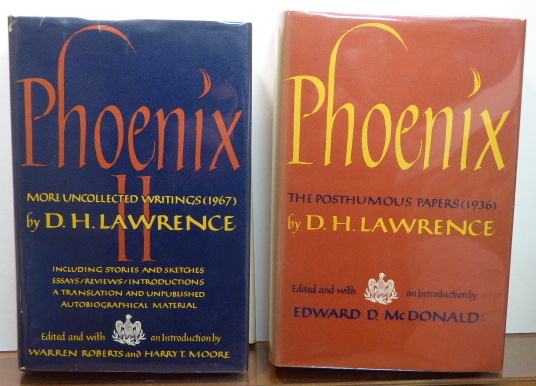 Phoenix
II
MORE UNCOLLECTED WRITINGS (1967)
by D. H. LAWRENCE
INCLUDING STORIES AND SKETCHES
ESSAYS/REVIEWS/INTRODUCTIONS
A TRANSLATION AND UNPUBLISHED
AUTOBIOGRAPHICAL MATERIAL
Edited and with an Introduction by
WARREN ROBERTS AND HARRY T. MOORE
Phoenix
THE POSTHUMOUS PAPERS (1936)
by D. H. LAWRENCE
Edited and with an Introduction by
EDWARD D. McDONALD